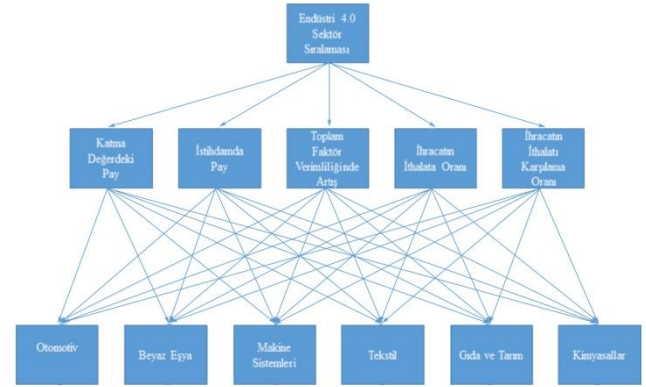 Endüstri 4.0
Sektör
Sıralaması
Katma
Değerdeki
Pay
İstihdamda
Pay
Toplam
Faktör
Verimliliğinde
Artış
İhracatın
İthalata Oranı
İhracatın
İthalatı
Karşılama
Oranı
Otomotiv
Beyaz Eşya
Makine
Sistemleri
Tekstil
Gıda ve Tarım
Kimyasallar